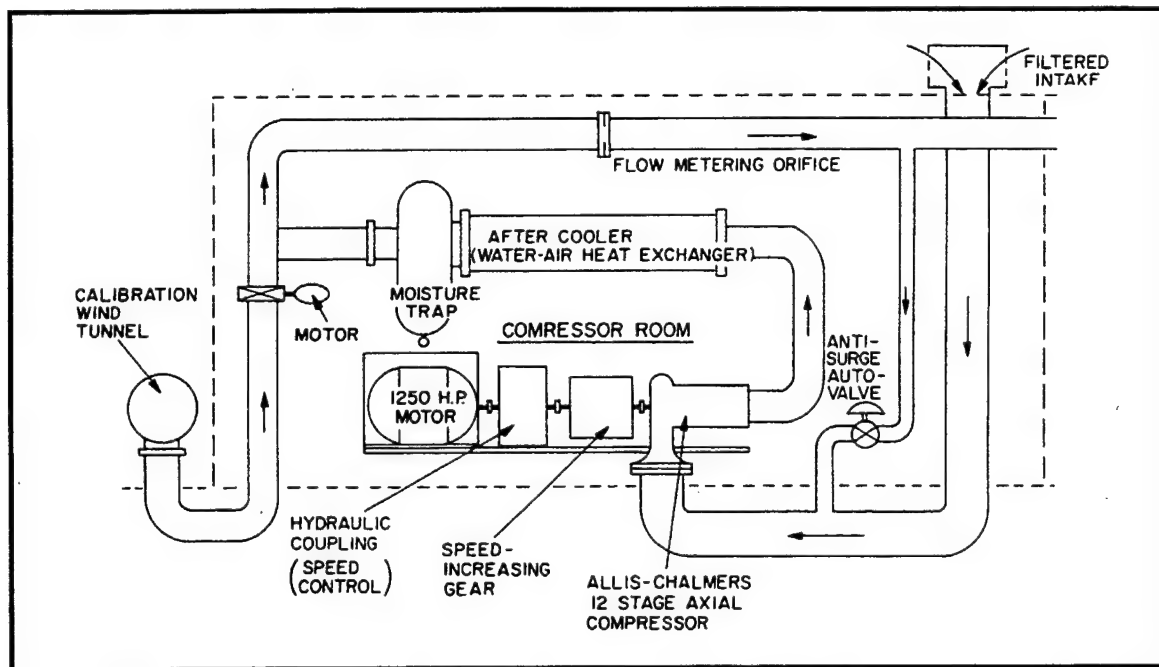 FILTERED
INTAKF
FLOW METERING ORIFICE
AFTER COOLER
(WATER-AIR HEAT EXCHANGER)
CALIBRATION
WIND
TUNNEL
MOTOR
MOISTURE
TRAP
COMRESSOR ROOM
ANTI-
SURGE
AUTO-
VALVE
1250 H.P.
MOTOR
HYDRAULIC
COUPLING
(SPEED
CONTROL)
SPEED-
INCREASING
GEAR
ALLIS-CHALMERS
12 STAGE AXIAL
COMPRESSOR